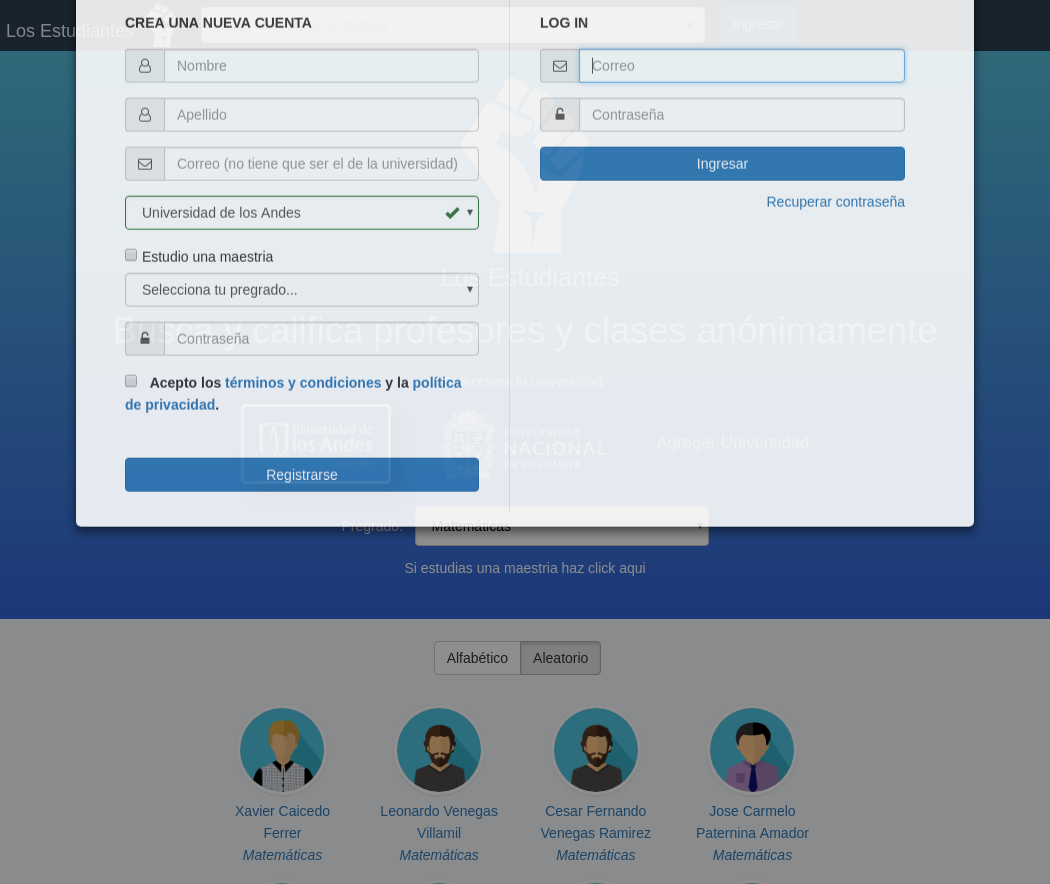 Los Estudiantes
Ingresar
CREA UNA NUEVA CUENTA
Nombre
Apellido
Correo (no tiene que ser el de la universidad)
Universidad de los Andes
Estudio una maestria
Selecciona tu pregrado...
Contraseña
Acepto los términos y condiciones y la política
de privacidad.
Registrarse
LOG IN
Correo
Contraseña
Ingresar
Recuperar contraseña
Los Estudiantes
Busca y califica profesores y clases anónimamente
tu universidad:
Universidad de
los Andes
UNIVERSIDAD
NACIONAL
DE COLOMBIA
Agregar Universidad
Pregrado:
Matemáticas
Si estudias una maestria haz click aqui
Alfabético
Aleatorio
Xavier Caicedo
Ferrer
Matemáticas
Leonardo Venegas
Villamil
Matemáticas
Cesar Fernando
Venegas Ramirez
Matemáticas
Jose Carmelo
Paternina Amador
Matemáticas